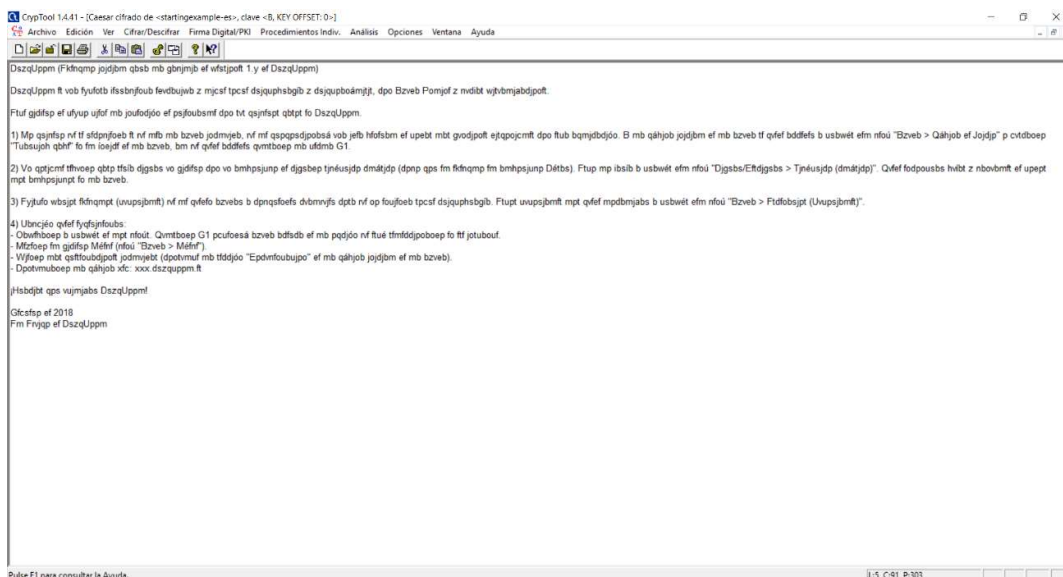 CrypTool 1.4.41 - [Caesar cifrado de <startingexample-es>, clave <B, KEY OFFSET: 0>]
Archivo Edición Ver Cifrar/Descifrar Firma Digital/PKI Procedimientos Indiv. Análisis Opciones Ventana Ayuda
DszqUppm (Fkfnqmp jojdjbm qbsb mb gbnjmjb ef wfstjpoft 1.y ef DszqUppm)
DszqUppm ft vob fyufotb ifssbnjfoub fevdbujwb z mjcsf tpcsf dsjquphsbgíb z dsjqupboámjtjt, dpo Bzveb Pomjof z nvdibt wjtvbmjabdjpoft.
Ftuf gjdifsp ef ufyup ujfof mb joufodjóo ef psjfoubsmf dpo tvt qsjnfspt qbtpt fo DszqUppm.
1) Mp qsjnfsp rvf tf sfdpnjfoeb ft rvf mfb mb bzveb jodmvjeb, rvf mf qspqpsdjpobsá vob jefb hfofsbm ef upebt mbt gvodjpoft ejtqpojcmft dpo ftub bqmjdbdjóo. B mb qáhjob jojdjbm ef mb bzveb tf qvfef bddfefs b usbwét efm nfoú "Bzveb > Qáhjob ef Jojdjp" p cvtdboep
"Tubsujoh qbhf" fo fm íoejdf ef mb bzveb, bm rvf qvfef bddfefs qvmtboep mb ufdmb G1.
2) Vo qptjcmf tfhvoep qbtp tfsíb djgsbs vo gjdifsp dpo vo bmhpsjunp ef djgsbep tjnéusjdp dmátjdp (dpnp qps fm fkfnqmp fm bmhpsjunp Détbs). Ftup mp ibsíb b usbwét efm nfoú "Djgsbs/Eftdjgsbs > Tjnéusjdp (dmátjdp)". Qvfef fodpousbs hvíbt z nbovbmft ef upept
mpt bmhpsjunpt fo mb bzveb.
3) Fyjtufo wbsjpt fkfnqmpt (uvupsjbmft) rvf mf qvfefo bzvebs b dpnqsfoefs dvbmrvjfs dptb rvf op foujfoeb tpcsf dsjquphsbgíb. Ftupt uvupsjbmft mpt qvfef mpdbmjabs b usbwét efm nfoú "Bzveb > Ftdfobsjpt (Uvupsjbmft)".
4) Ubncjéo qvfef fyqfsjnfoubs:
- Obwfhboep b usbwét ef mpt nfoút. Qvmtboep G1 pcufoesá bzveb bdfsdb ef mb pqdjóo rvf ftué tfmfddjpoboep fo ftf jotubouf.
- Mfzfoep fm gjdifsp Méfnf (nfoú "Bzveb > Méfnf").
- Wjfoep mbt qsftfoubdjpoft jodmvjebt (dpotvmuf mb tfddjóo "Epdvnfoubdjpo" ef mb qáhjob jojdjbm ef mb bzveb).
- Dpotvmuboep mb qáhjob xfc: xxx.dszquppm.ft
¡Hsbdjbt qps vujmjabs DszqUppm!
Gfcsfsp ef 2018
Fm Frvjqp ef DszqUppm
Pulse F1 para consultar la Ayuda.
L:5 C:91 P:303